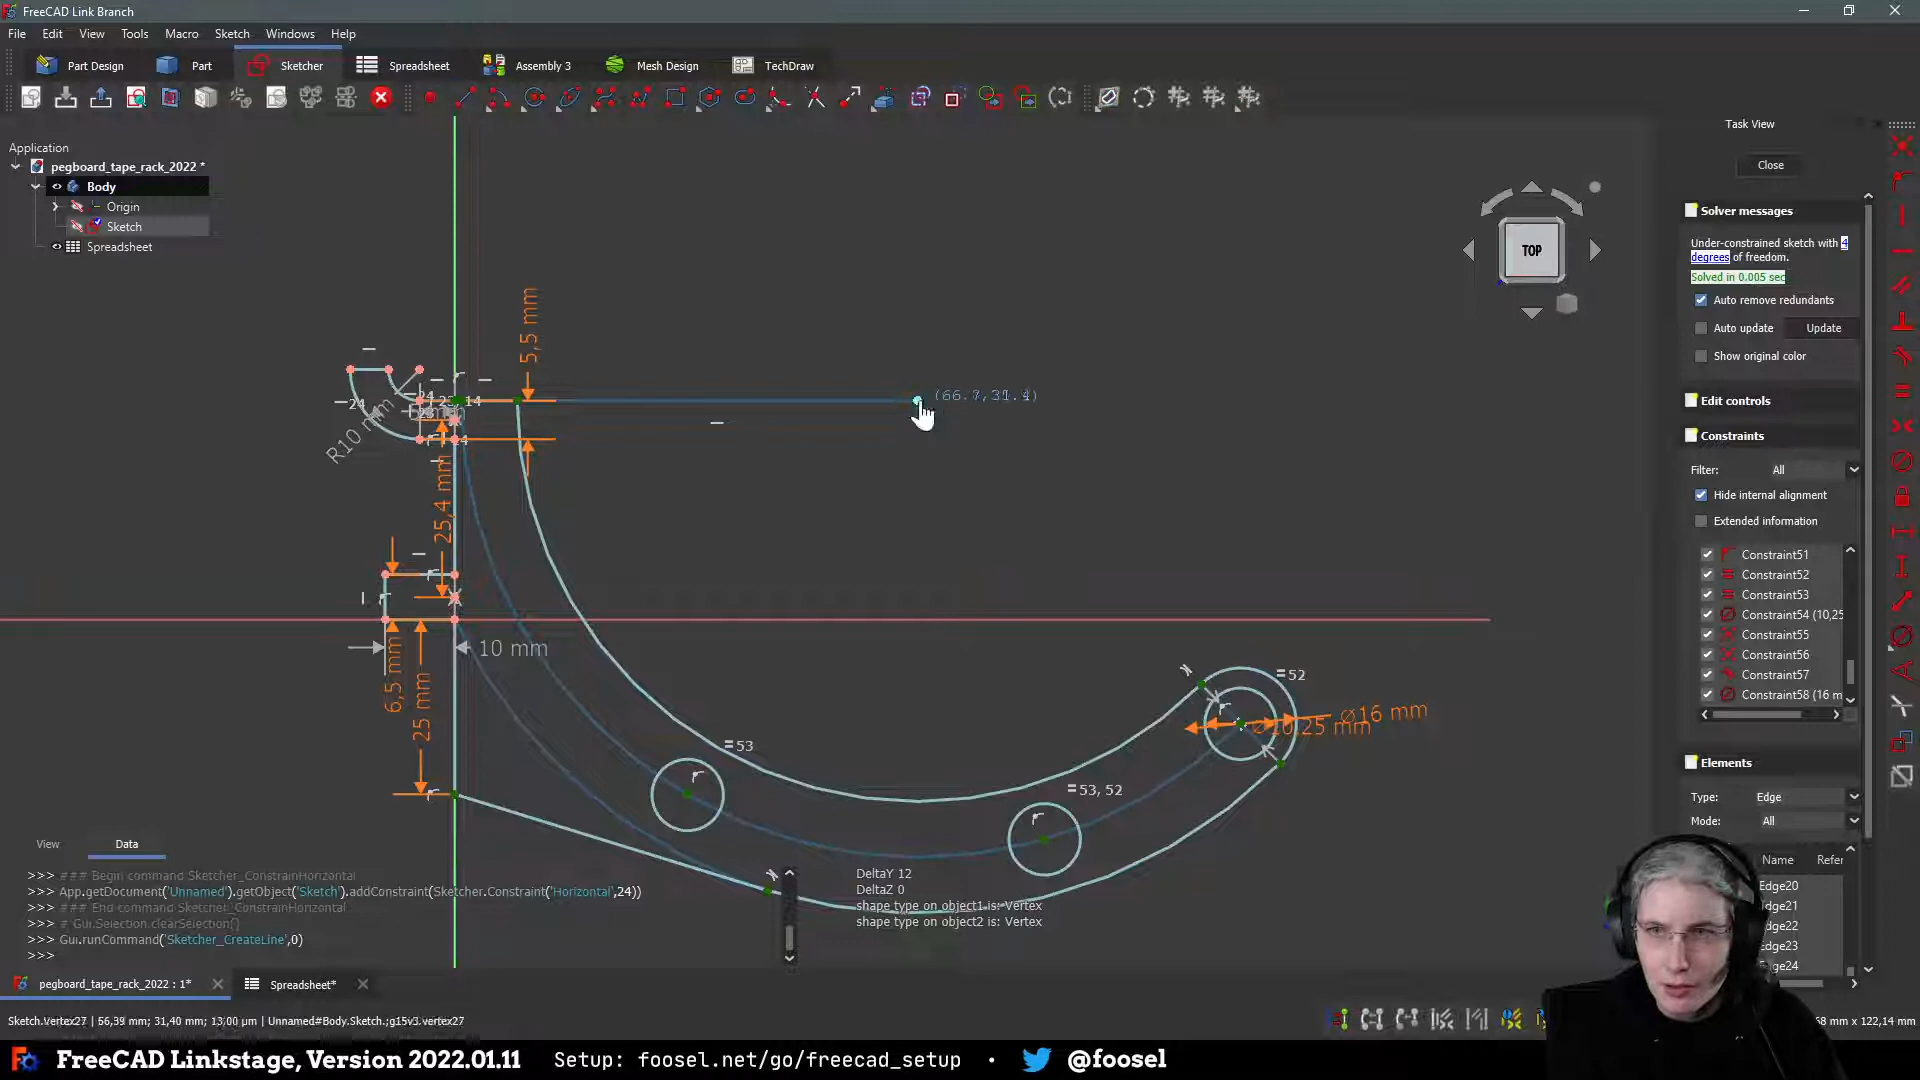 FreeCAD Link Branch
File Edit View Tools Macro Sketch Windows Help
Part Design Part Sketcher Spreadsheet Assembly 3 Mesh Design TechDraw
Application
pegboard_tape_rack_2022 *
Body
Origin
Sketch
Spreadsheet
5,5 mm
(66.7,31.4)
R10 mm
25,4 mm
10 mm
6,5 mm
25 mm
=52
Ø16 mm
=53
=53, 52
TOP
Task View
Close
Solver messages
Under-constrained sketch with 4
degrees of freedom.
Solved in 0.005 sec
Auto remove redundants
Auto update Update
Show original color
Edit controls
Constraints
Filter: All
Hide internal alignment
Extended information
Constraint51
Constraint52
Constraint53
Constraint54 (10,25
Constraint55
Constraint56
Constraint57
Constraint58 (16 m
Elements
Type: Edge
Mode: All
Name Refer
Edge20
Edge21
Edge22
Edge23
Edge24
View Data
>>> ### Begin command Sketcher_ConstrainHorizontal
>>> App.getDocument('Unnamed').getObject('Sketch').addConstraint(Sketcher.Constraint('Horizontal',24))
>>> ### End command Sketcher_ConstrainHorizontal
>>> # Gui.Selection.clearSelection()
>>> Gui.runCommand('Sketcher_CreateLine',0)
>>>
DeltaY 12
DeltaZ 0
shape type on object1 is: Vertex
shape type on object2 is: Vertex
pegboard_tape_rack_2022 : 1* Spreadsheet*
Sketch.Vertex27 | 56,39 mm; 31,40 mm; 13,00 µm | Unnamed#Body.Sketch.;g15v3.vertex27
mm x 122,14 mm
FreeCAD Linkstage, Version 2022.01.11 Setup: foosel.net/go/freecad_setup • @foosel